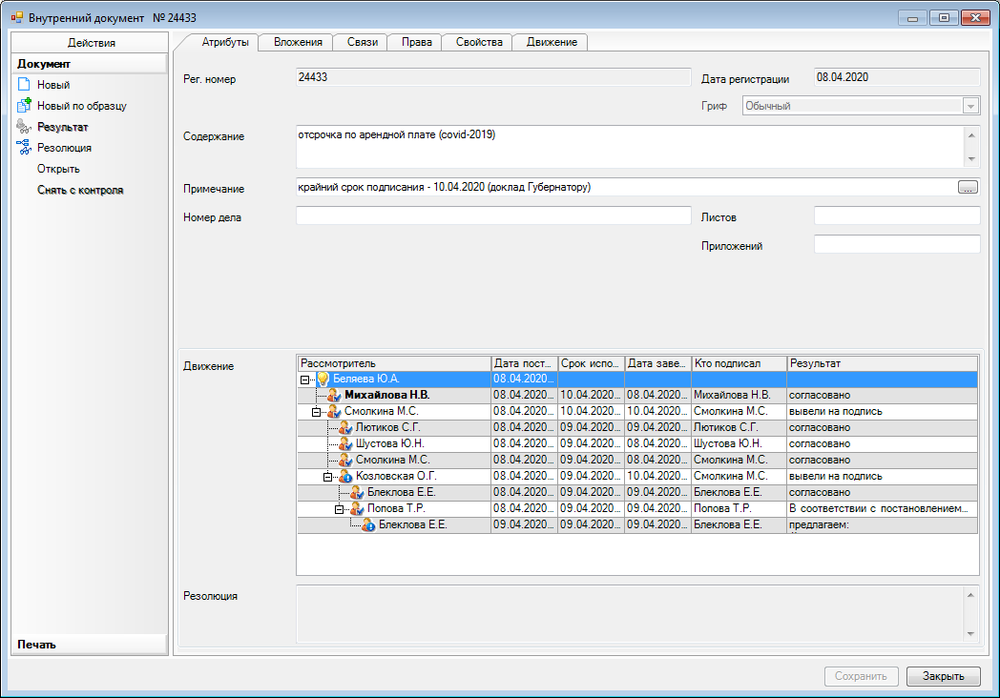 Внутренний документ № 24433
Действия
Документ
Новый
Новый по образцу
Результат
Резолюция
Открыть
Снять с контроля
Печать
Атрибуты Вложения Связи Права Свойства Движение
Рег. номер 24433 Дата регистрации 08.04.2020
Гриф Обычный
Содержание отсрочка по арендной плате (covid-2019)
Примечание крайний срок подписания - 10.04.2020 (доклад Губернатору) ...
Номер дела Листов
Приложений
Движение
Рассмотритель Дата пост... Срок испо... Дата заве... Кто подписал Результат
Беляева Ю.А. 08.04.2020...
Михайлова Н.В. 08.04.2020... 10.04.2020... 08.04.2020... Михайлова Н.В. согласовано
Смолкина М.С. 08.04.2020... 10.04.2020... 10.04.2020... Смолкина М.С. вывели на подпись
Лютиков С.Г. 08.04.2020... 09.04.2020... 09.04.2020... Лютиков С.Г. согласовано
Шустова Ю.Н. 08.04.2020... 09.04.2020... 08.04.2020... Шустова Ю.Н. согласовано
Смолкина М.С. 08.04.2020... 09.04.2020... 08.04.2020... Смолкина М.С. согласовано
Козловская О.Г. 08.04.2020... 09.04.2020... 10.04.2020... Смолкина М.С. вывели на подпись
Блеклова Е.Е. 08.04.2020... 09.04.2020... 09.04.2020... Блеклова Е.Е. согласовано
Попова Т.Р. 08.04.2020... 09.04.2020... 09.04.2020... Попова Т.Р. В соответствии с постановлением...
Блеклова Е.Е. 09.04.2020... 09.04.2020... 09.04.2020... Блеклова Е.Е. предлагаем:
Резолюция
Сохранить Закрыть